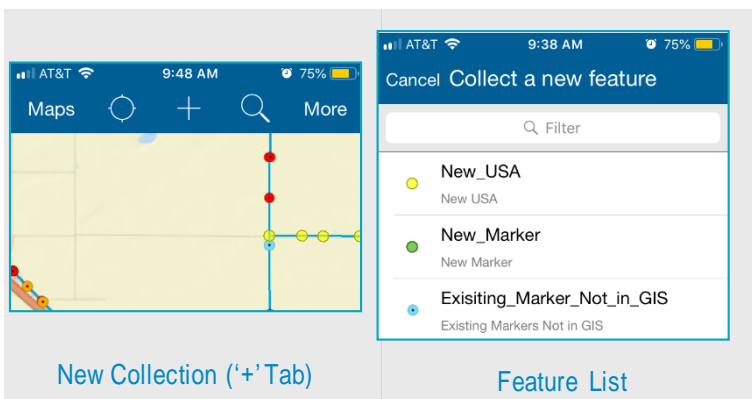 AT&T 9:48 AM 75%
Maps More
New Collection (‘+’ Tab)
AT&T 9:38 AM 75%
Cancel Collect a new feature
Filter
New_USA
New USA
New_Marker
New Marker
Exisiting_Marker_Not_in_GIS
Existing Markers Not in GIS
Feature List